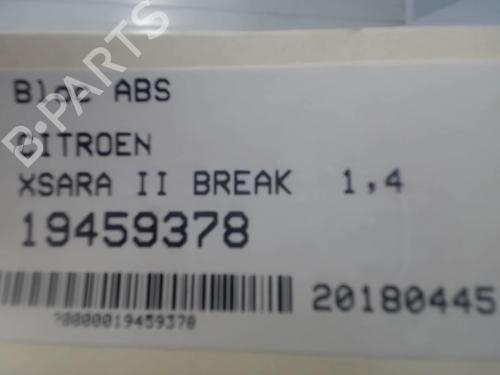 B-PARTS
Bloc ABS
CITROEN
XSARA II BREAK 1,4
19459378
20180445
?0000019459378